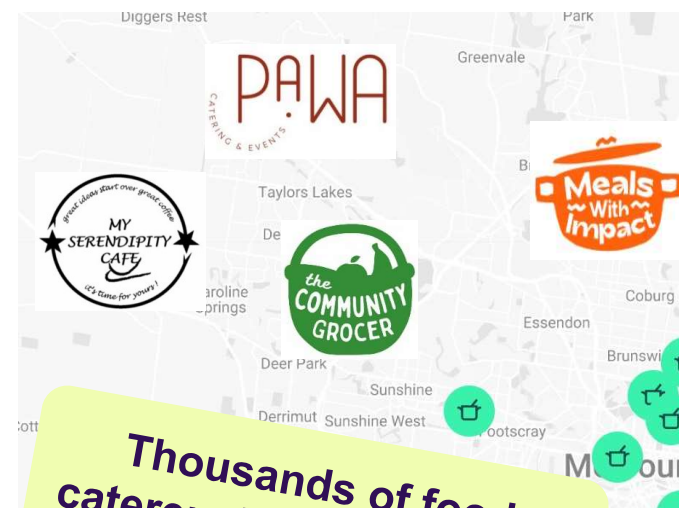 Diggers Rest
Park
PAWA
CATERING & EVENTS
Greenvale
Meals
With
Impact
Taylors Lakes
great ideas start over great coffee
MY
SERENDIPITY
CAFE
it's time for yours!
the
COMMUNITY
GROCER
Coburg
Essendon
Deer Park
Sunshine
Derrimut
Sunshine West
Thousands of